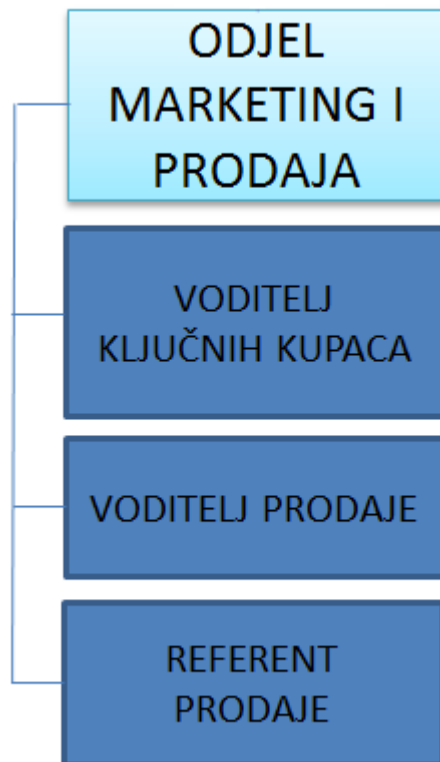 ODJEL
MARKETING I
PRODAJA
VODITELJ
KLJUČNIH KUPACA
VODITELJ PRODAJE
REFERENT
PRODAJE